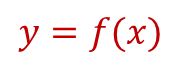 y = f(x)